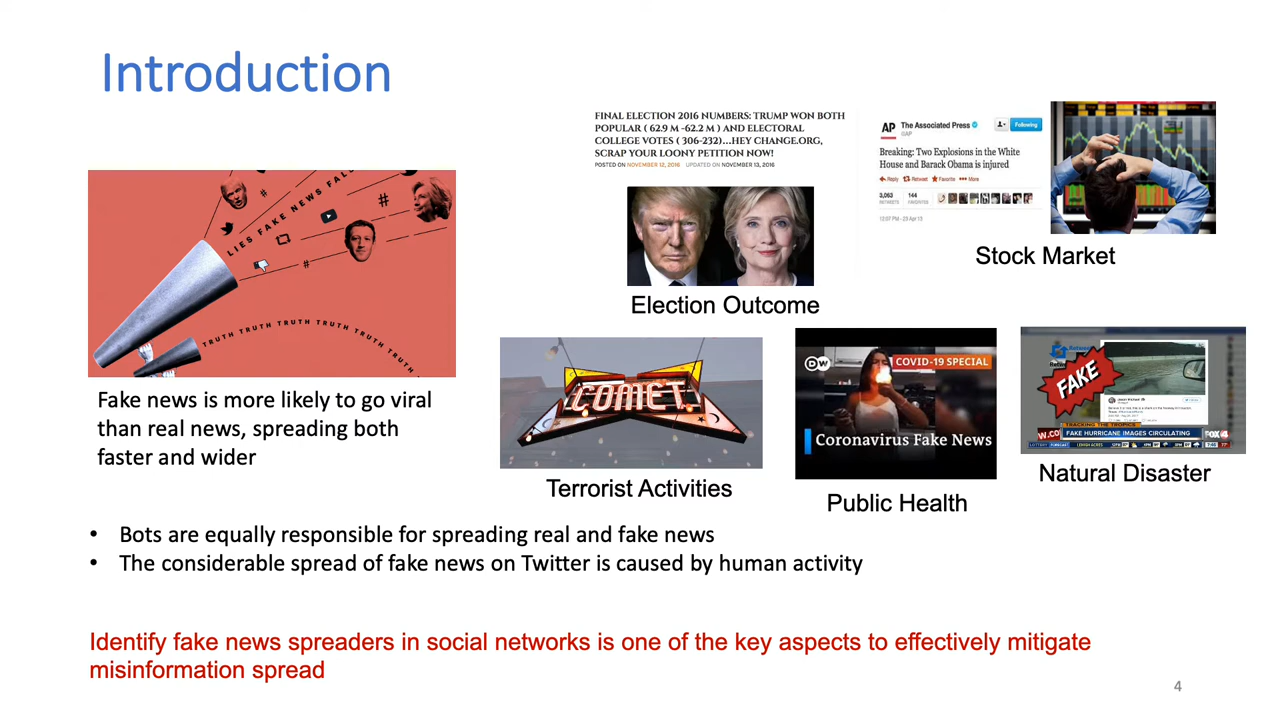 Introduction
FINAL ELECTION 2016 NUMBERS: TRUMP WON BOTH
POPULAR ( 62.9 M -62.2 M ) AND ELECTORAL
COLLEGE VOTES ( 306-232)...HEY CHANGE.ORG,
SCRAP YOUR LOONY PETITION NOW!
POSTED ON NOVEMBER 12, 2016 UPDATED ON NOVEMBER 13, 2016
Election Outcome
AP The Associated Press
@AP
Following
Breaking: Two Explosions in the White
House and Barack Obama is injured
Reply Retweet Favorite More
3,063
RETWEETS
144
FAVORITES
Stock Market
LIES FAKE NEWS
TRUTH TRUTH TRUTH TRUTH TRUTH TRUTH TRUTH
Fake news is more likely to go viral
than real news, spreading both
faster and wider
COMET
Terrorist Activities
DW
COVID-19 SPECIAL
Coronavirus Fake News
Public Health
FAKE
TRACKING THE TROPICS
FAKE HURRICANE IMAGES CIRCULATING
FOX 4
Natural Disaster
• Bots are equally responsible for spreading real and fake news
• The considerable spread of fake news on Twitter is caused by human activity
Identify fake news spreaders in social networks is one of the key aspects to effectively mitigate
misinformation spread
4